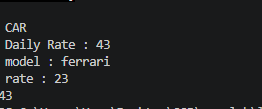 CAR
Daily Rate : 43
model : ferrari
rate : 23
43